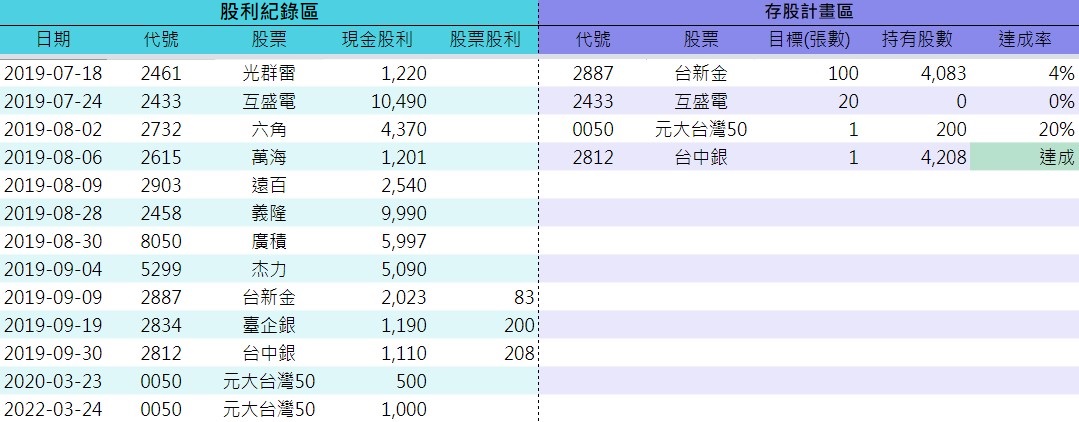 股利紀錄區 存股計畫區
日期 代號 股票 現金股利 股票股利 代號 股票 目標(張數) 持有股數 達成率
2019-07-18 2461 光群雷 1,220 2887 台新金 100 4,083 4%
2019-07-24 2433 互盛電 10,490 2433 互盛電 20 0 0%
2019-08-02 2732 六角 4,370 0050 元大台灣50 1 200 20%
2019-08-06 2615 萬海 1,201 2812 台中銀 1 4,208 達成
2019-08-09 2903 遠百 2,540
2019-08-28 2458 義隆 9,990
2019-08-30 8050 廣積 5,997
2019-09-04 5299 杰力 5,090
2019-09-09 2887 台新金 2,023 83
2019-09-19 2834 臺企銀 1,190 200
2019-09-30 2812 台中銀 1,110 208
2020-03-23 0050 元大台灣50 500
2022-03-24 0050 元大台灣50 1,000